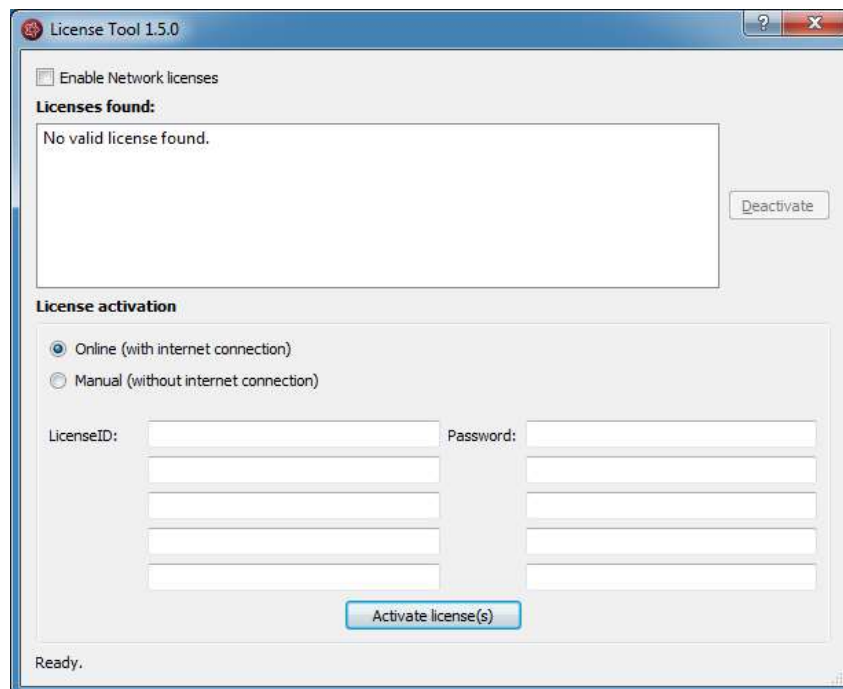 License Tool 1.5.0
?
Enable Network licenses
Licenses found:
No valid license found.
Deactivate
License activation
Online (with internet connection)
Manual (without internet connection)
LicenseID: Password:
Activate license(s)
Ready.